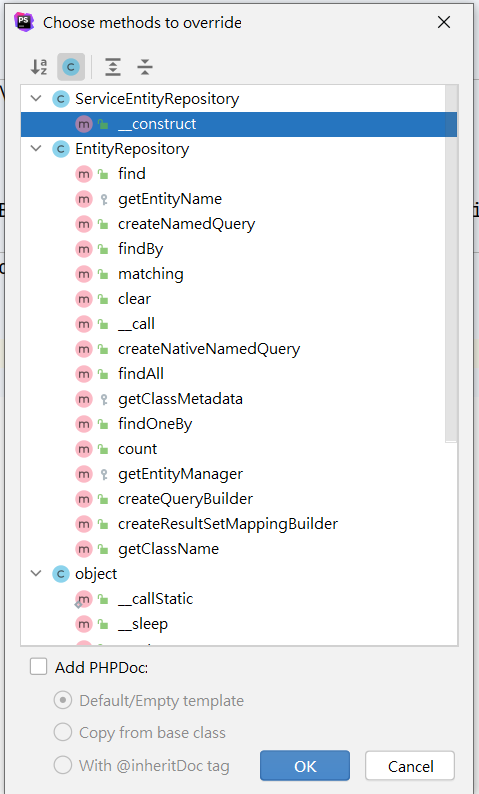 PS
Choose methods to override
ServiceEntityRepository
__construct
EntityRepository
find
getEntityName
createNamedQuery
findBy
matching
clear
__call
createNativeNamedQuery
findAll
getClassMetadata
findOneBy
count
getEntityManager
createQueryBuilder
createResultSetMappingBuilder
getClassName
object
__callStatic
__sleep
Add PHPDoc:
Default/Empty template
Copy from base class
With @inheritDoc tag
OK
Cancel